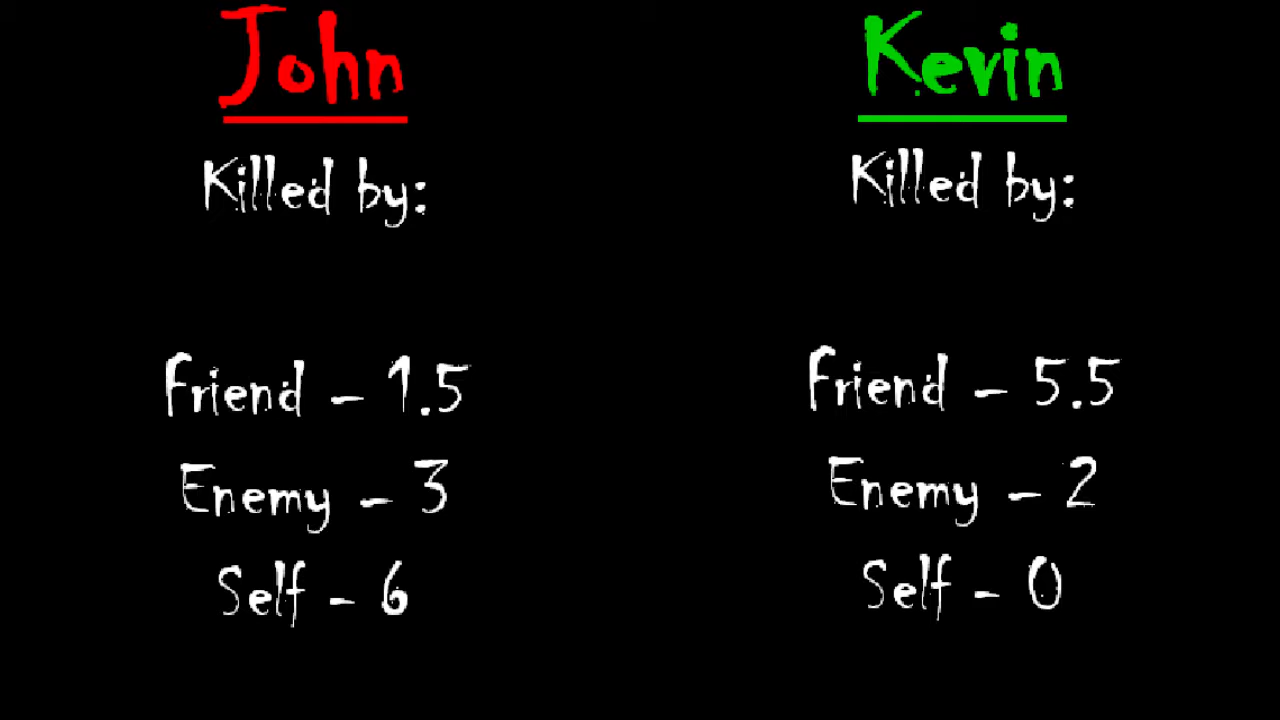 John
Killed by:
Friend - 1.5
Enemy - 3
Self - 6
Kevin
Killed by:
Friend - 5.5
Enemy - 2
Self - 0